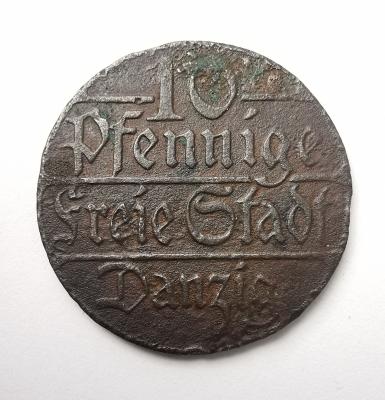 10
Pfennige
Freie Stadt
Danzig